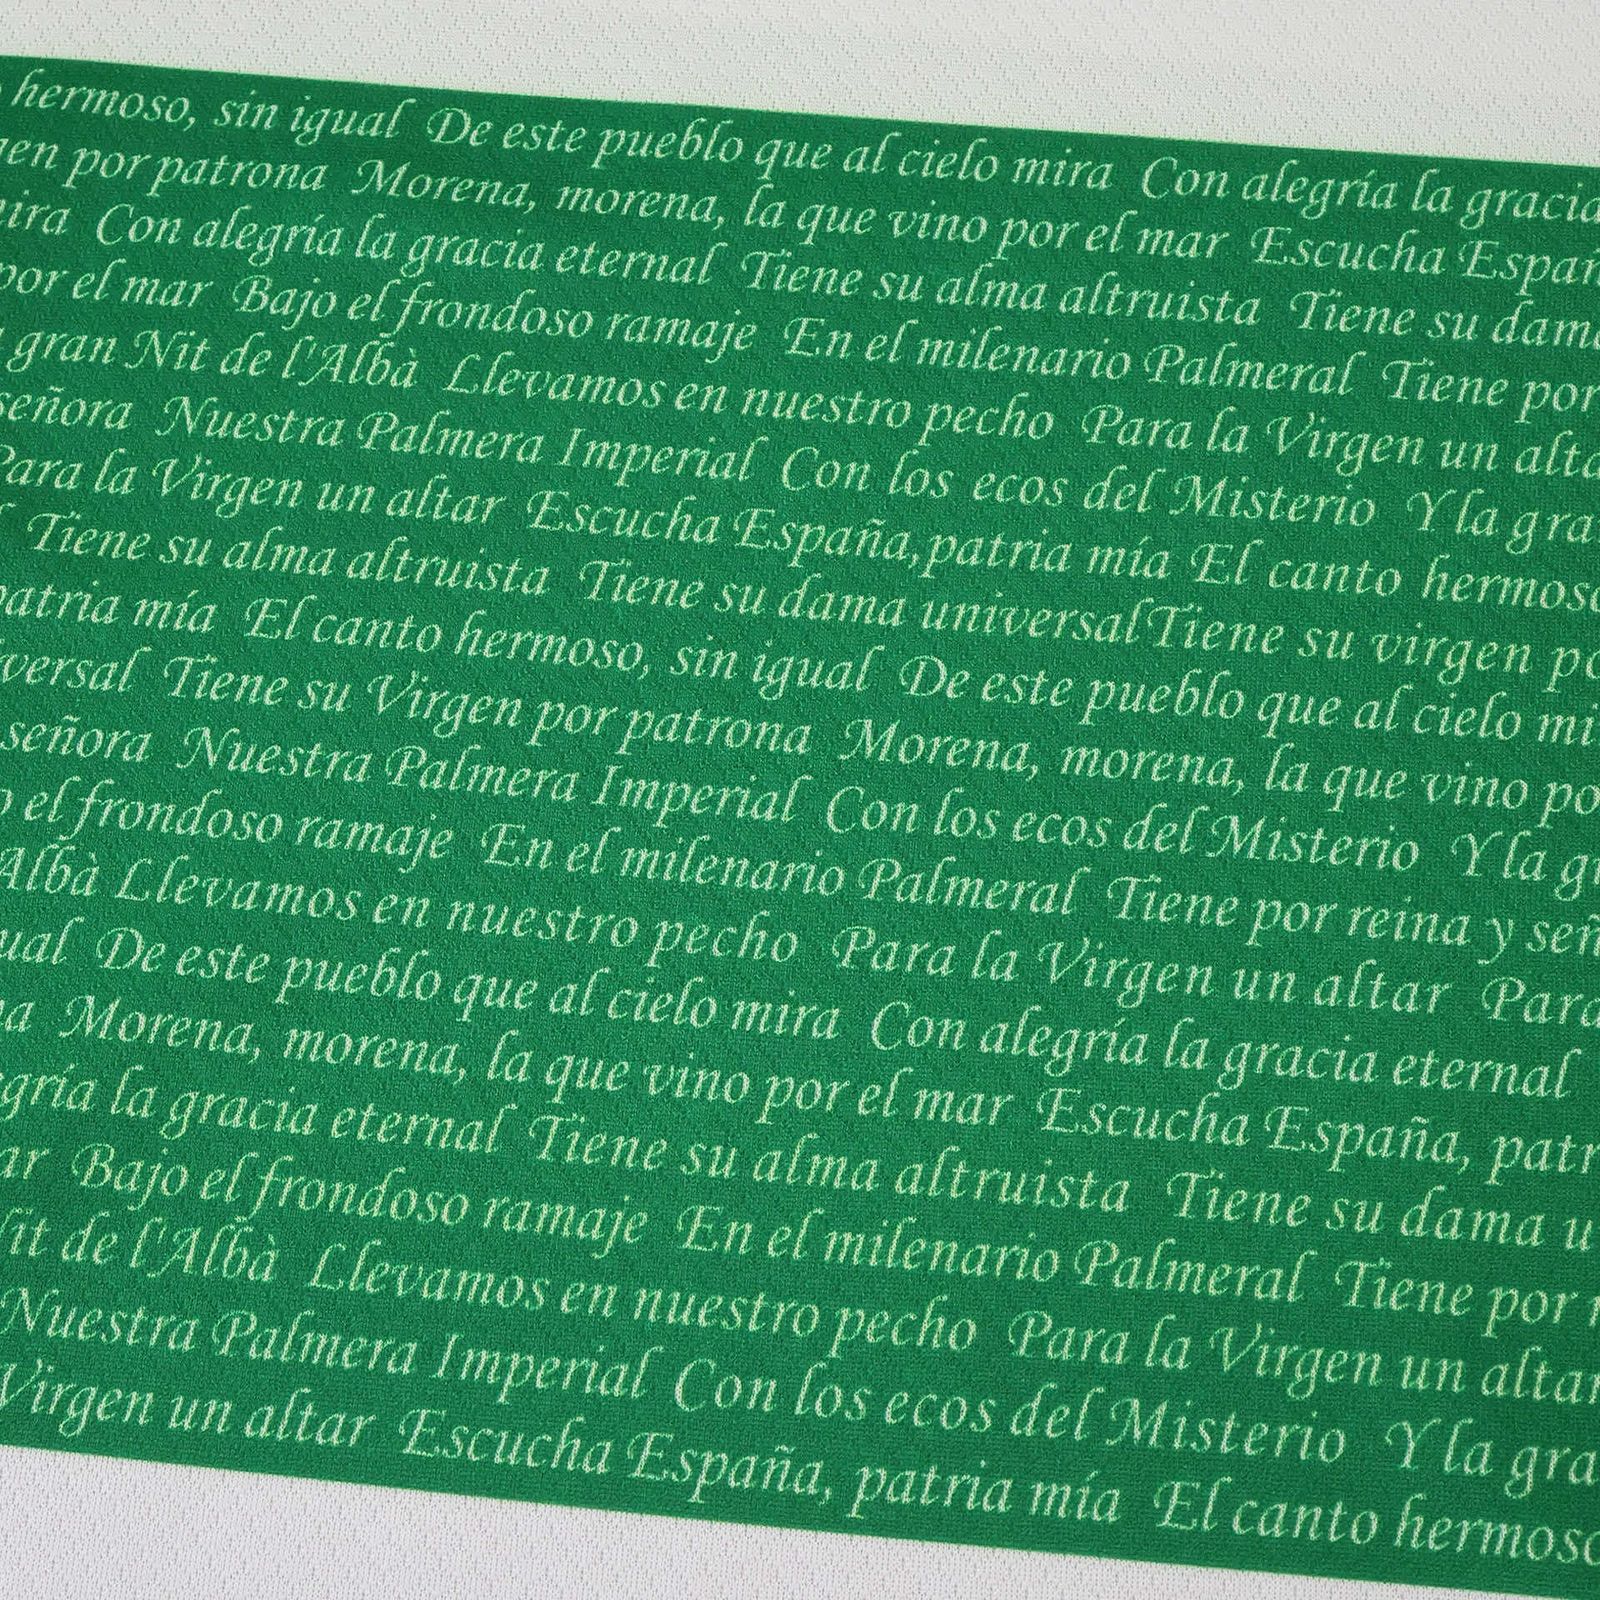 hermoso, sin igual De este pueblo que al cielo mira Con alegría la gracia
por patrona Morena, morena, la que vino por el mar Escucha Españ
mira Con alegría la gracia eternal Tiene su alma altruista Tiene su dama
por el mar Bajo el frondoso ramaje En el milenario Palmeral Tiene por
gran Nit de l'Albà Llevamos en nuestro pecho Para la Virgen un alta
señora Nuestra Palmera Imperial Con los ecos del Misterio Y la gra
Para la Virgen un altar Escucha España, patria mía El canto hermoso
Tiene su alma altruista Tiene su dama universal Tiene su virgen po
patria mía El canto hermoso, sin igual De este pueblo que al cielo mi
versal Tiene su Virgen por patrona Morena, morena, la que vino po
señora Nuestra Palmera Imperial Con los ecos del Misterio Y la gr
o el frondoso ramaje En el milenario Palmeral Tiene por reina y señ
Albà Llevamos en nuestro pecho Para la Virgen un altar Para
ual De este pueblo que al cielo mira Con alegría la gracia eternal
na Morena, morena, la que vino por el mar Escucha España, patr
gría la gracia eternal Tiene su alma altruista Tiene su dama u
ar Bajo el frondoso ramaje En el milenario Palmeral Tiene por r
it de l'Albà Llevamos en nuestro pecho Para la Virgen un altar
Nuestra Palmera Imperial Con los ecos del Misterio Y la gra
Virgen un altar Escucha España, patria mía El canto hermoso